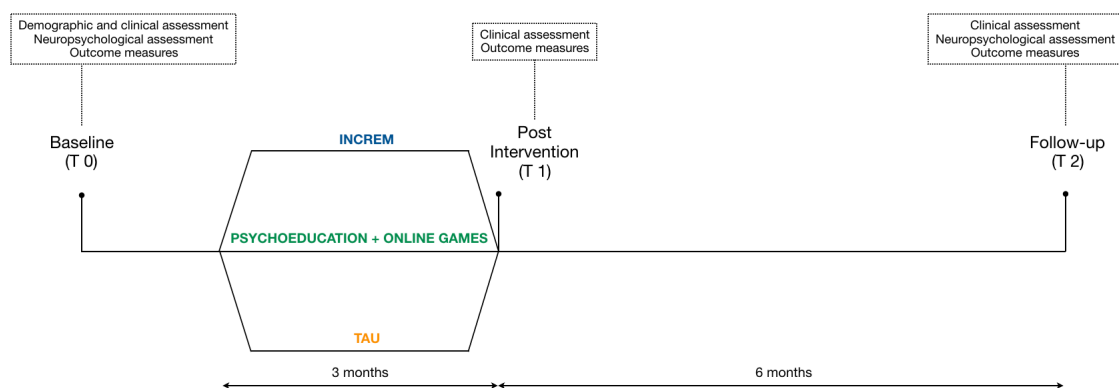 Demographic and clinical assessment
Neuropsychological assessment
Outcome measures
Clinical assessment
Outcome measures
Clinical assessment
Neuropsychological assessment
Outcome measures
Baseline
(T 0)
Post
Intervention
(T 1)
Follow-up
(T 2)
INCREM
PSYCHOEDUCATION + ONLINE GAMES
TAU
3 months
6 months